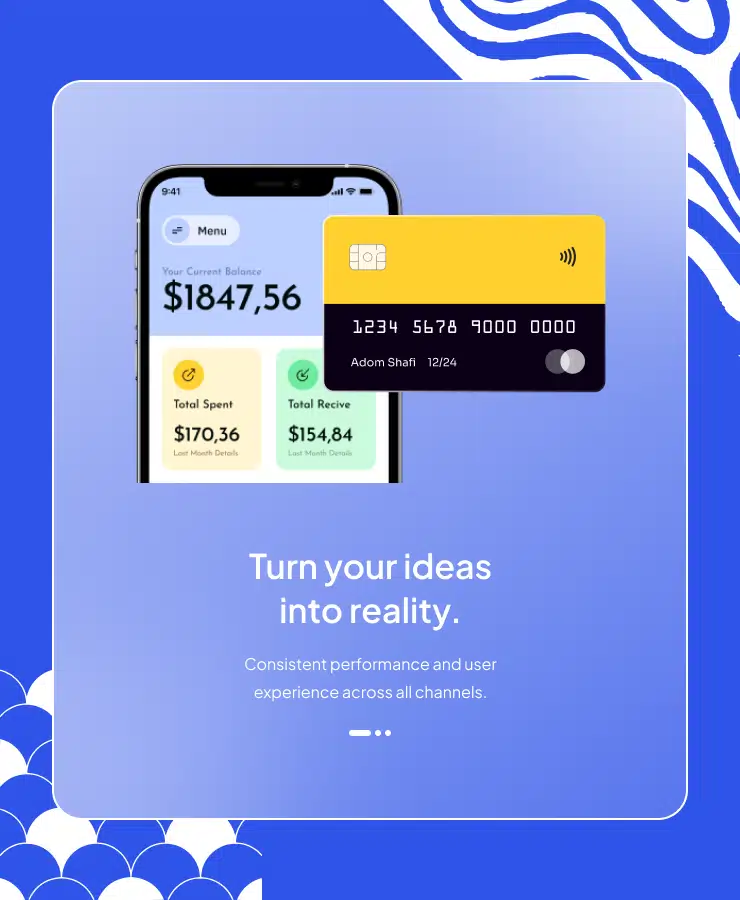 9:41
Menu
Your Current Balance
$1847,56
Total Spent
$170,36
Last Month Details
Total Recive
$154,84
Last Month Details
1234 5678 9000 0000
Adom Shafi 12/24
Turn your ideas
into reality.
Consistent performance and user
experience across all channels.